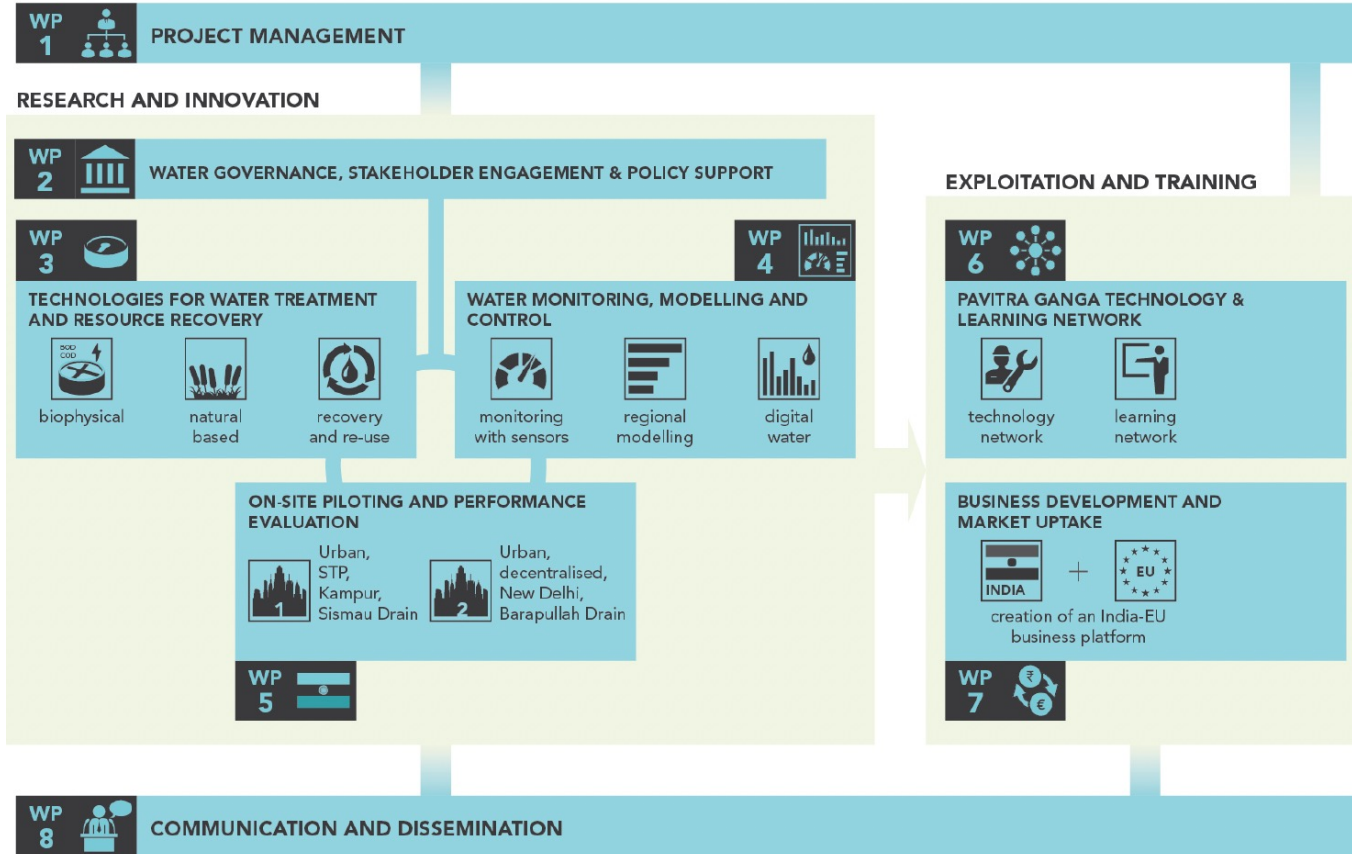 WP
1
PROJECT MANAGEMENT
RESEARCH AND INNOVATION
WP
2
WATER GOVERNANCE, STAKEHOLDER ENGAGEMENT & POLICY SUPPORT
WP
3
TECHNOLOGIES FOR WATER TREATMENT
AND RESOURCE RECOVERY
BOD
COD
biophysical
natural
based
recovery
and re-use
WP
4
WATER MONITORING, MODELLING AND
CONTROL
monitoring
with sensors
regional
modelling
digital
water
ON-SITE PILOTING AND PERFORMANCE
EVALUATION
1
Urban,
STP,
Kampur,
Sismau Drain
2
Urban,
decentralised,
New Delhi,
Barapullah Drain
WP
5
EXPLOITATION AND TRAINING
WP
6
PAVITRA GANGA TECHNOLOGY &
LEARNING NETWORK
technology
network
learning
network
BUSINESS DEVELOPMENT AND
MARKET UPTAKE
INDIA
+
EU
creation of an India-EU
business platform
WP
7
₹
€
WP
8
COMMUNICATION AND DISSEMINATION